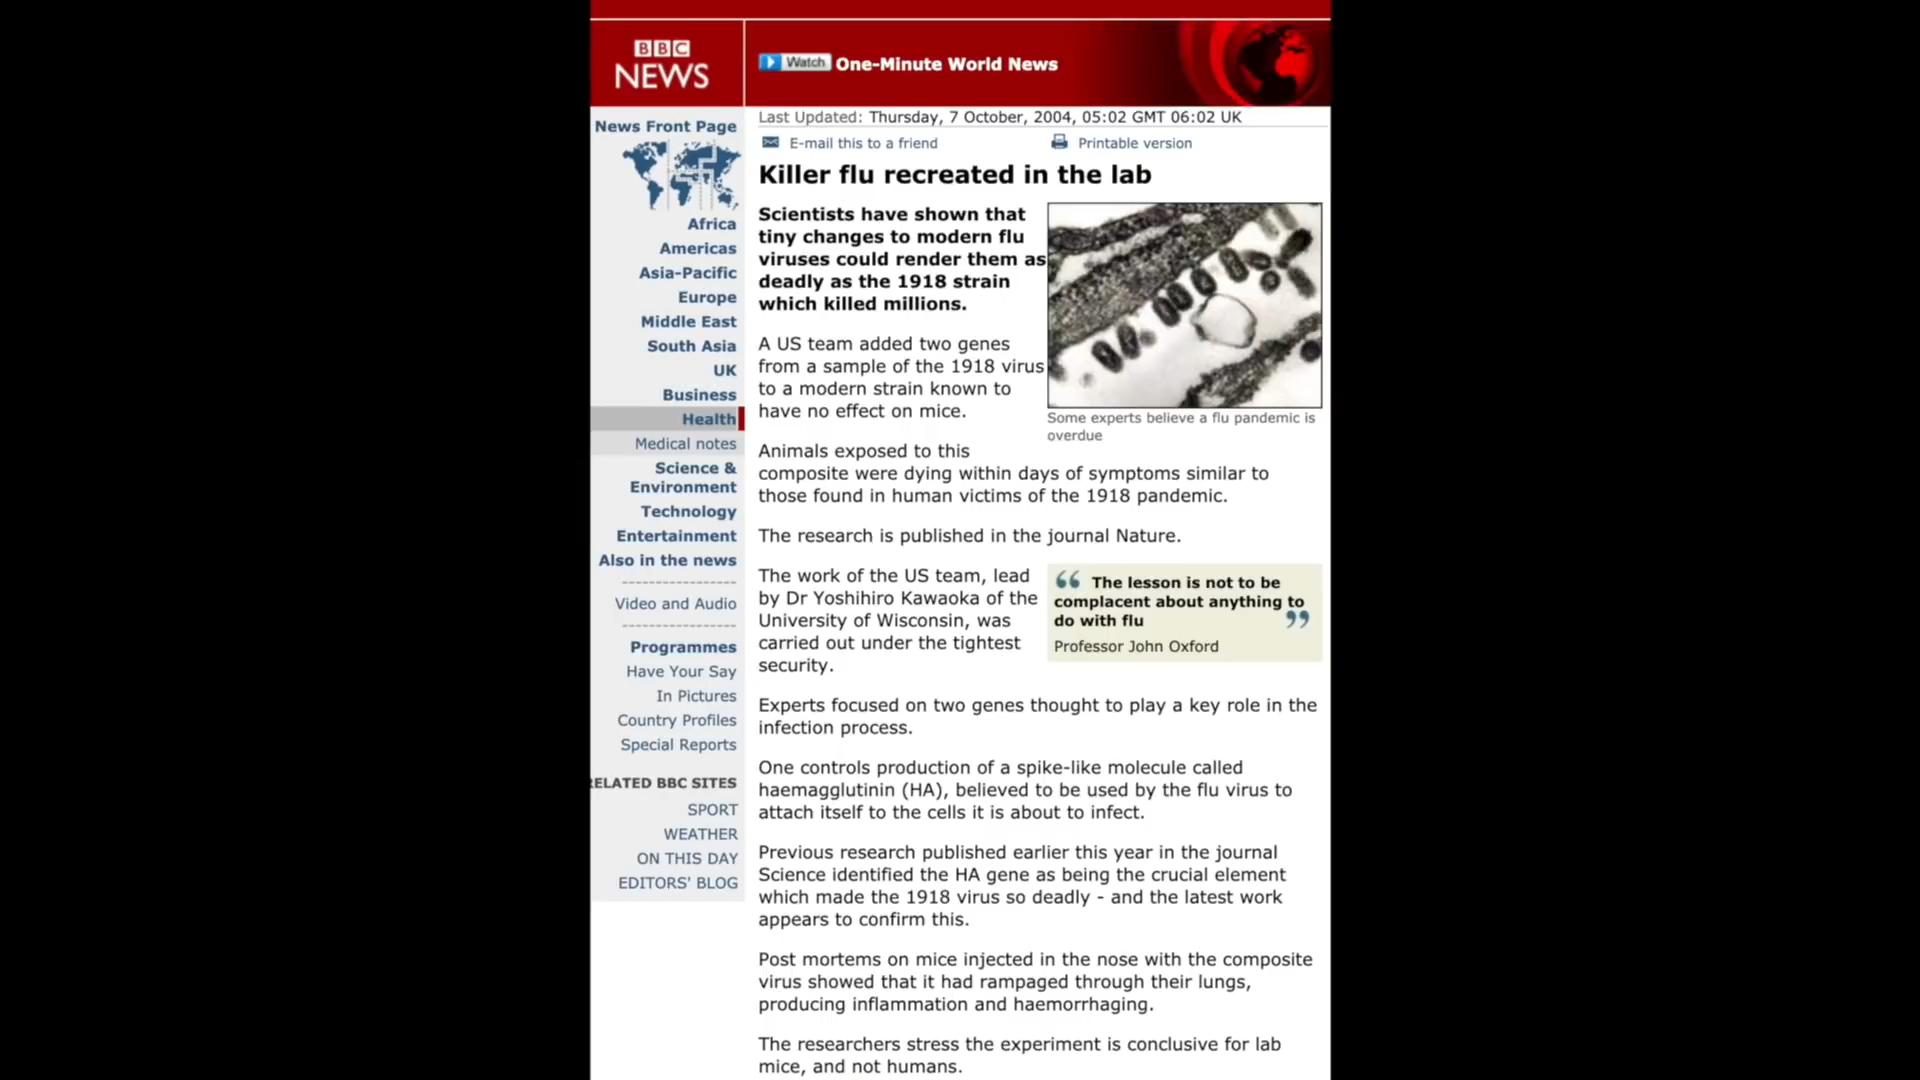 BBC
NEWS
Watch One-Minute World News
News Front Page
Africa
Americas
Asia-Pacific
Europe
Middle East
South Asia
UK
Business
Health
Medical notes
Science &
Environment
Technology
Entertainment
Also in the news
----------------
Video and Audio
----------------
Programmes
Have Your Say
In Pictures
Country Profiles
Special Reports
RELATED BBC SITES
SPORT
WEATHER
ON THIS DAY
EDITORS' BLOG
Last Updated: Thursday, 7 October, 2004, 05:02 GMT 06:02 UK
E-mail this to a friend
Printable version
Killer flu recreated in the lab
Scientists have shown that
tiny changes to modern flu
viruses could render them as
deadly as the 1918 strain
which killed millions.
Some experts believe a flu pandemic is
overdue
A US team added two genes
from a sample of the 1918 virus
to a modern strain known to
have no effect on mice.
Animals exposed to this
composite were dying within days of symptoms similar to
those found in human victims of the 1918 pandemic.
The research is published in the journal Nature.
The work of the US team, lead
by Dr Yoshihiro Kawaoka of the
University of Wisconsin, was
carried out under the tightest
security.
“ The lesson is not to be
complacent about anything to
do with flu ”
Professor John Oxford
Experts focused on two genes thought to play a key role in the
infection process.
One controls production of a spike-like molecule called
haemagglutinin (HA), believed to be used by the flu virus to
attach itself to the cells it is about to infect.
Previous research published earlier this year in the journal
Science identified the HA gene as being the crucial element
which made the 1918 virus so deadly - and the latest work
appears to confirm this.
Post mortems on mice injected in the nose with the composite
virus showed that it had rampaged through their lungs,
producing inflammation and haemorrhaging.
The researchers stress the experiment is conclusive for lab
mice, and not humans.